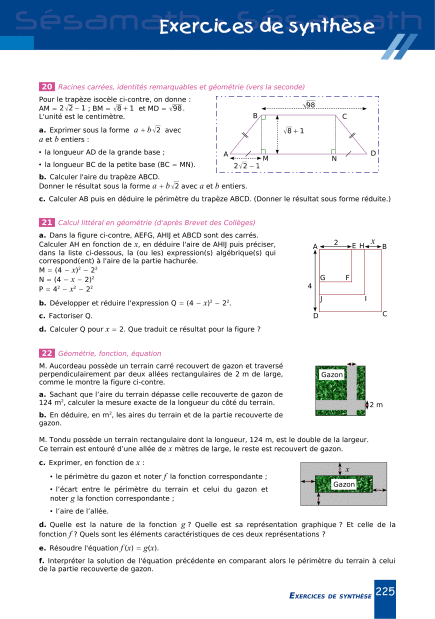 Sésamath
Sésamath
Exercices de synthèse
20 Racines carrées, identités remarquables et géométrie (vers la seconde)
Pour le trapèze isocèle ci-contre, on donne :
AM = 2√2 − 1 ; BM = √8 + 1 et MD = √98.
L'unité est le centimètre.
a. Exprimer sous la forme a + b√2 avec
a et b entiers :
• la longueur AD de la grande base ;
• la longueur BC de la petite base (BC = MN).
b. Calculer l'aire du trapèze ABCD.
Donner le résultat sous la forme a + b√2 avec a et b entiers.
c. Calculer AB puis en déduire le périmètre du trapèze ABCD. (Donner le résultat sous forme réduite.)
√98
B
C
√8 + 1
A
M
N
D
2√2 − 1
21 Calcul littéral en géométrie (d'après Brevet des Collèges)
a. Dans la figure ci-contre, AEFG, AHIJ et ABCD sont des carrés.
Calculer AH en fonction de x, en déduire l'aire de AHIJ puis préciser,
dans la liste ci-dessous, la (ou les) expression(s) algébrique(s) qui
correspond(ent) à l'aire de la partie hachurée.
M = (4 − x)² − 2²
N = (4 − x − 2)²
P = 4² − x² − 2²
b. Développer et réduire l'expression Q = (4 − x)² − 2².
c. Factoriser Q.
d. Calculer Q pour x = 2. Que traduit ce résultat pour la figure ?
2
x
A
E
H
B
G
F
4
J
I
D
C
22 Géométrie, fonction, équation
M. Accordeau possède un terrain carré recouvert de gazon et traversé
perpendiculairement par deux allées rectangulaires de 2 m de large,
comme le montre la figure ci-contre.
a. Sachant que l'aire du terrain dépasse celle recouverte de gazon de
124 m², calculer la mesure exacte de la longueur du côté du terrain.
b. En déduire, en m², les aires du terrain et de la partie recouverte de
gazon.
Gazon
2 m
M. Tondu possède un terrain rectangulaire dont la longueur, 124 m, est le double de la largeur.
Ce terrain est entouré d'une allée de x mètres de large, le reste est recouvert de gazon.
c. Exprimer, en fonction de x :
• le périmètre du gazon et noter f la fonction correspondante ;
• l'écart entre le périmètre du terrain et celui du gazon et
noter g la fonction correspondante ;
• l'aire de l'allée.
x
Gazon
d. Quelle est la nature de la fonction g ? Quelle est sa représentation graphique ? Et celle de la
fonction f ? Quels sont les éléments caractéristiques de ces deux représentations ?
e. Résoudre l'équation f(x) = g(x).
f. Interpréter la solution de l'équation précédente en comparant alors le périmètre du terrain à celui
de la partie recouverte de gazon.
EXERCICES DE SYNTHÈSE 225